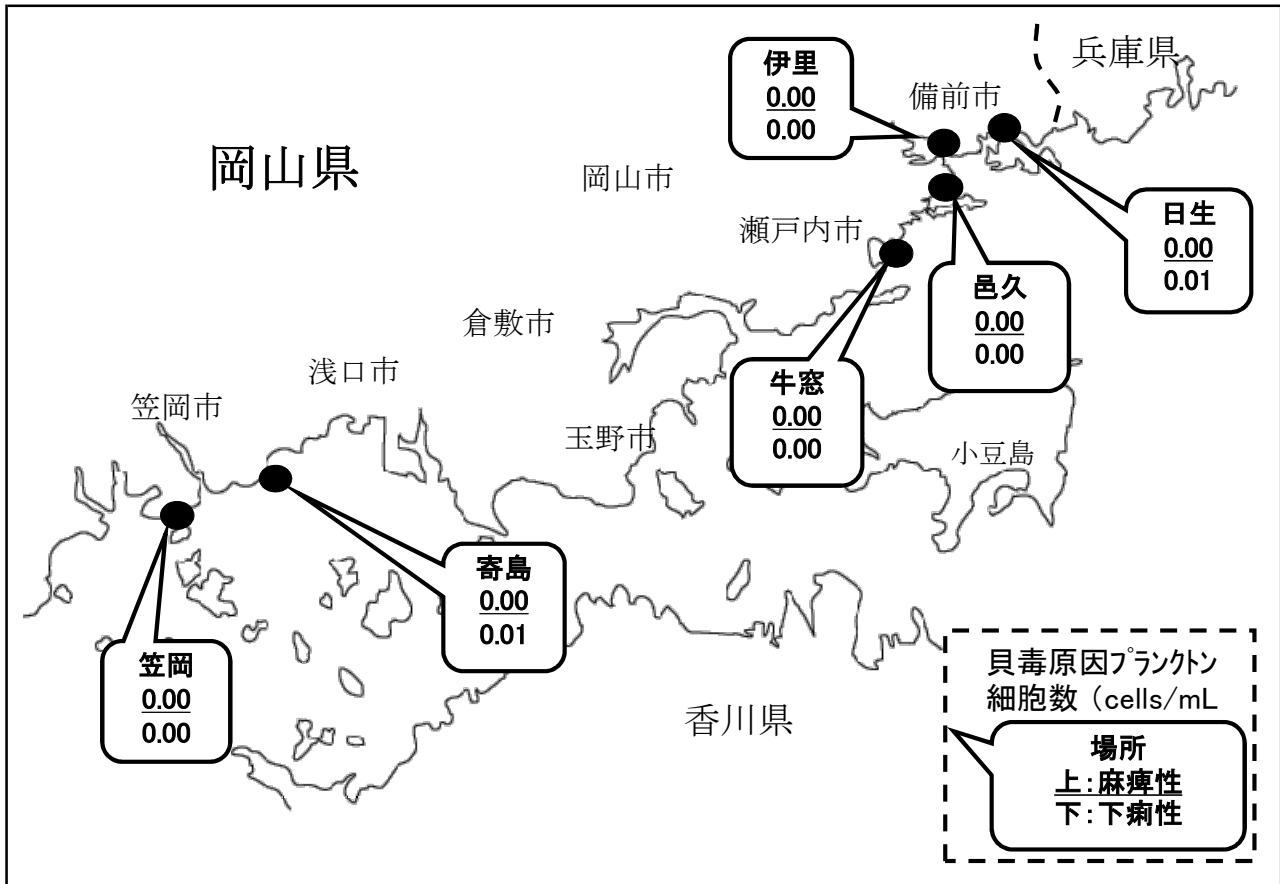 兵庫県
伊里
0.00
0.00
備前市
岡山県
岡山市
日生
0.00
0.01
瀬戸内市
邑久
0.00
0.00
倉敷市
牛窓
0.00
0.00
浅口市
笠岡市
玉野市
小豆島
寄島
0.00
0.01
笠岡
0.00
0.00
香川県
貝毒原因プランクトン
細胞数（cells/mL
場所
上：麻痺性
下：下痢性